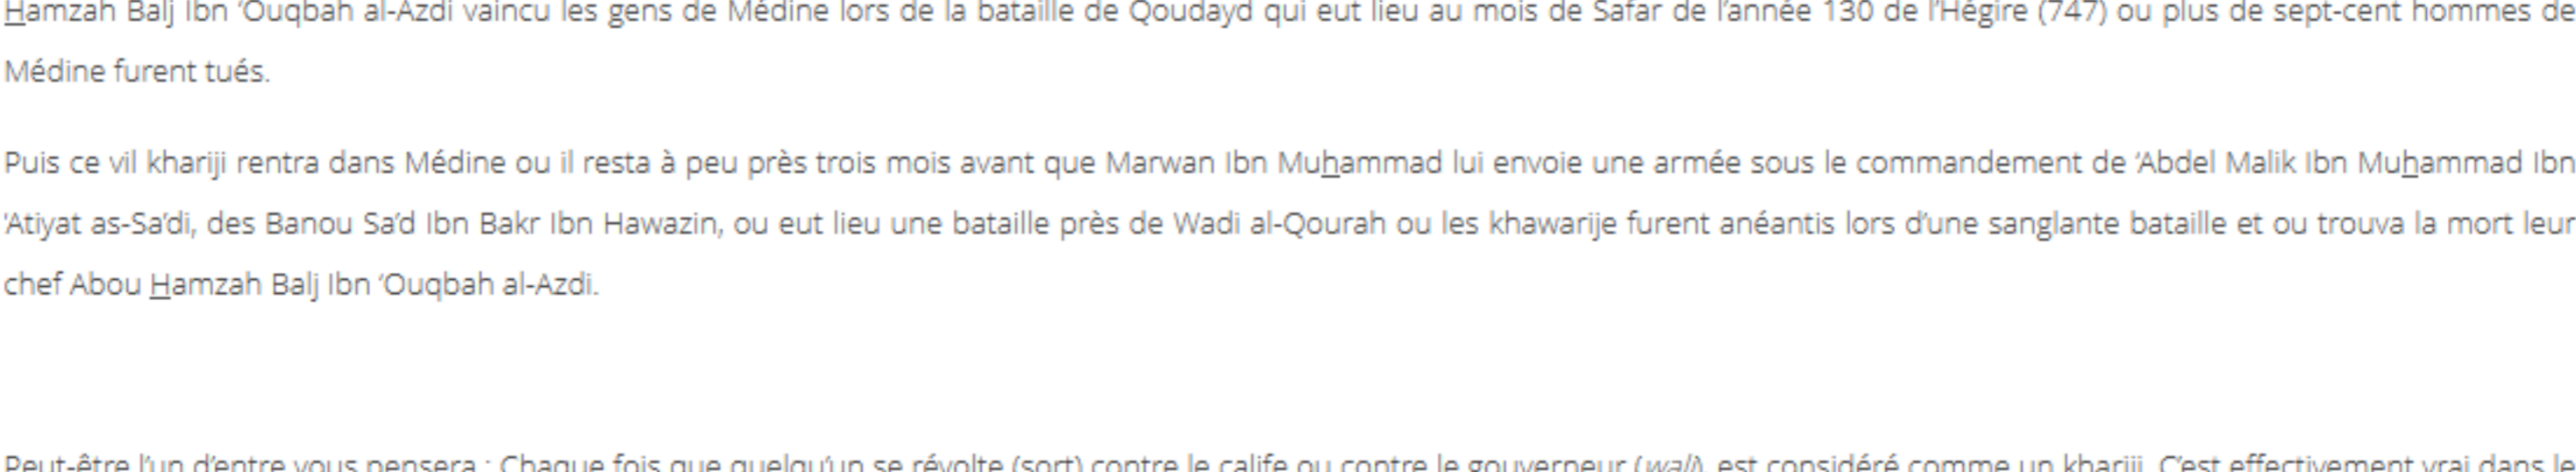 Hamzah Balj Ibn ‘Ouqbah al-Azdi vaincu les gens de Médine lors de la bataille de Qoudayd qui eut lieu au mois de Safar de l’année 130 de l’Hégire (747) ou plus de sept-cent hommes de
Médine furent tués.
Puis ce vil khariji rentra dans Médine ou il resta à peu près trois mois avant que Marwan Ibn Muhammad lui envoie une armée sous le commandement de ‘Abdel Malik Ibn Muhammad Ibn
‘Atiyat as-Sa’di, des Banou Sa’d Ibn Bakr Ibn Hawazin, ou eut lieu une bataille près de Wadi al-Qourah ou les khawarije furent anéantis lors d’une sanglante bataille et ou trouva la mort leur
chef Abou Hamzah Balj Ibn ‘Ouqbah al-Azdi.
Peut-être l’un d’entre vous pensera : Chaque fois que quelqu’un se révolte (sort) contre le calife ou contre le gouverneur (wali), est considéré comme un khariji. C’est effectivement vrai dans le